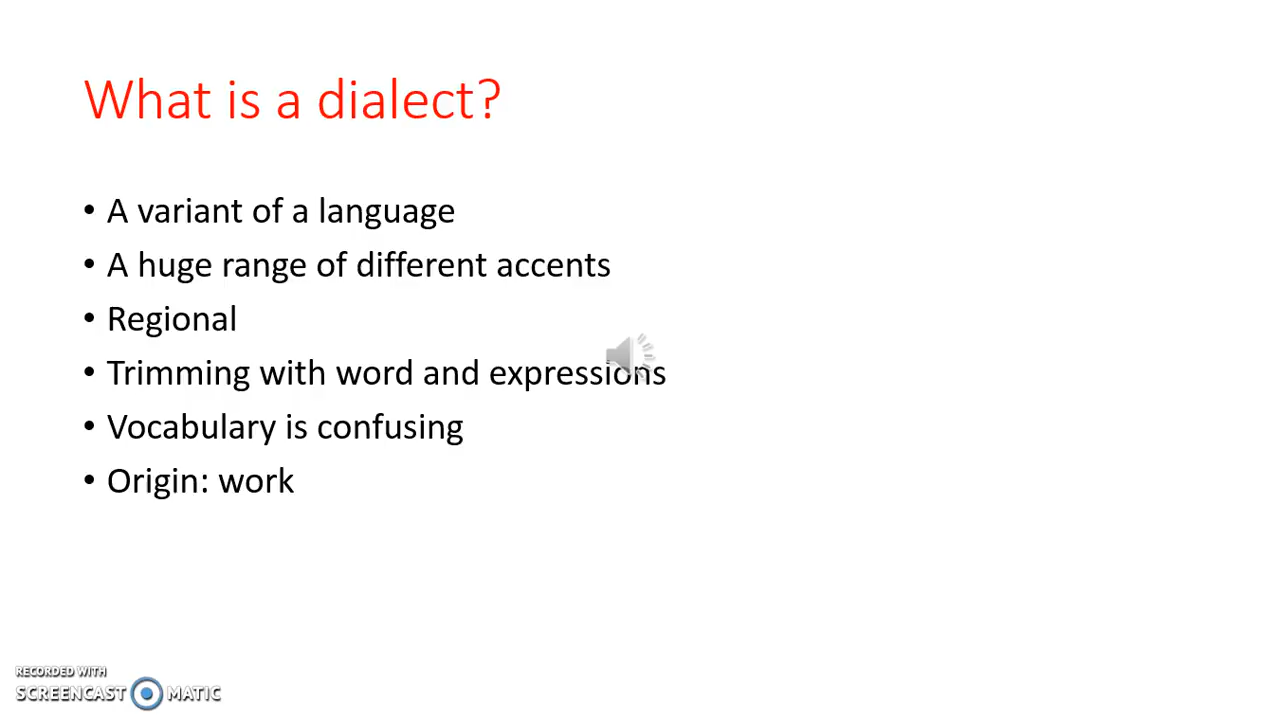 What is a dialect?
• A variant of a language
• A huge range of different accents
• Regional
• Trimming with word and expressions
• Vocabulary is confusing
• Origin: work
RECORDED WITH
SCREENCAST MATIC